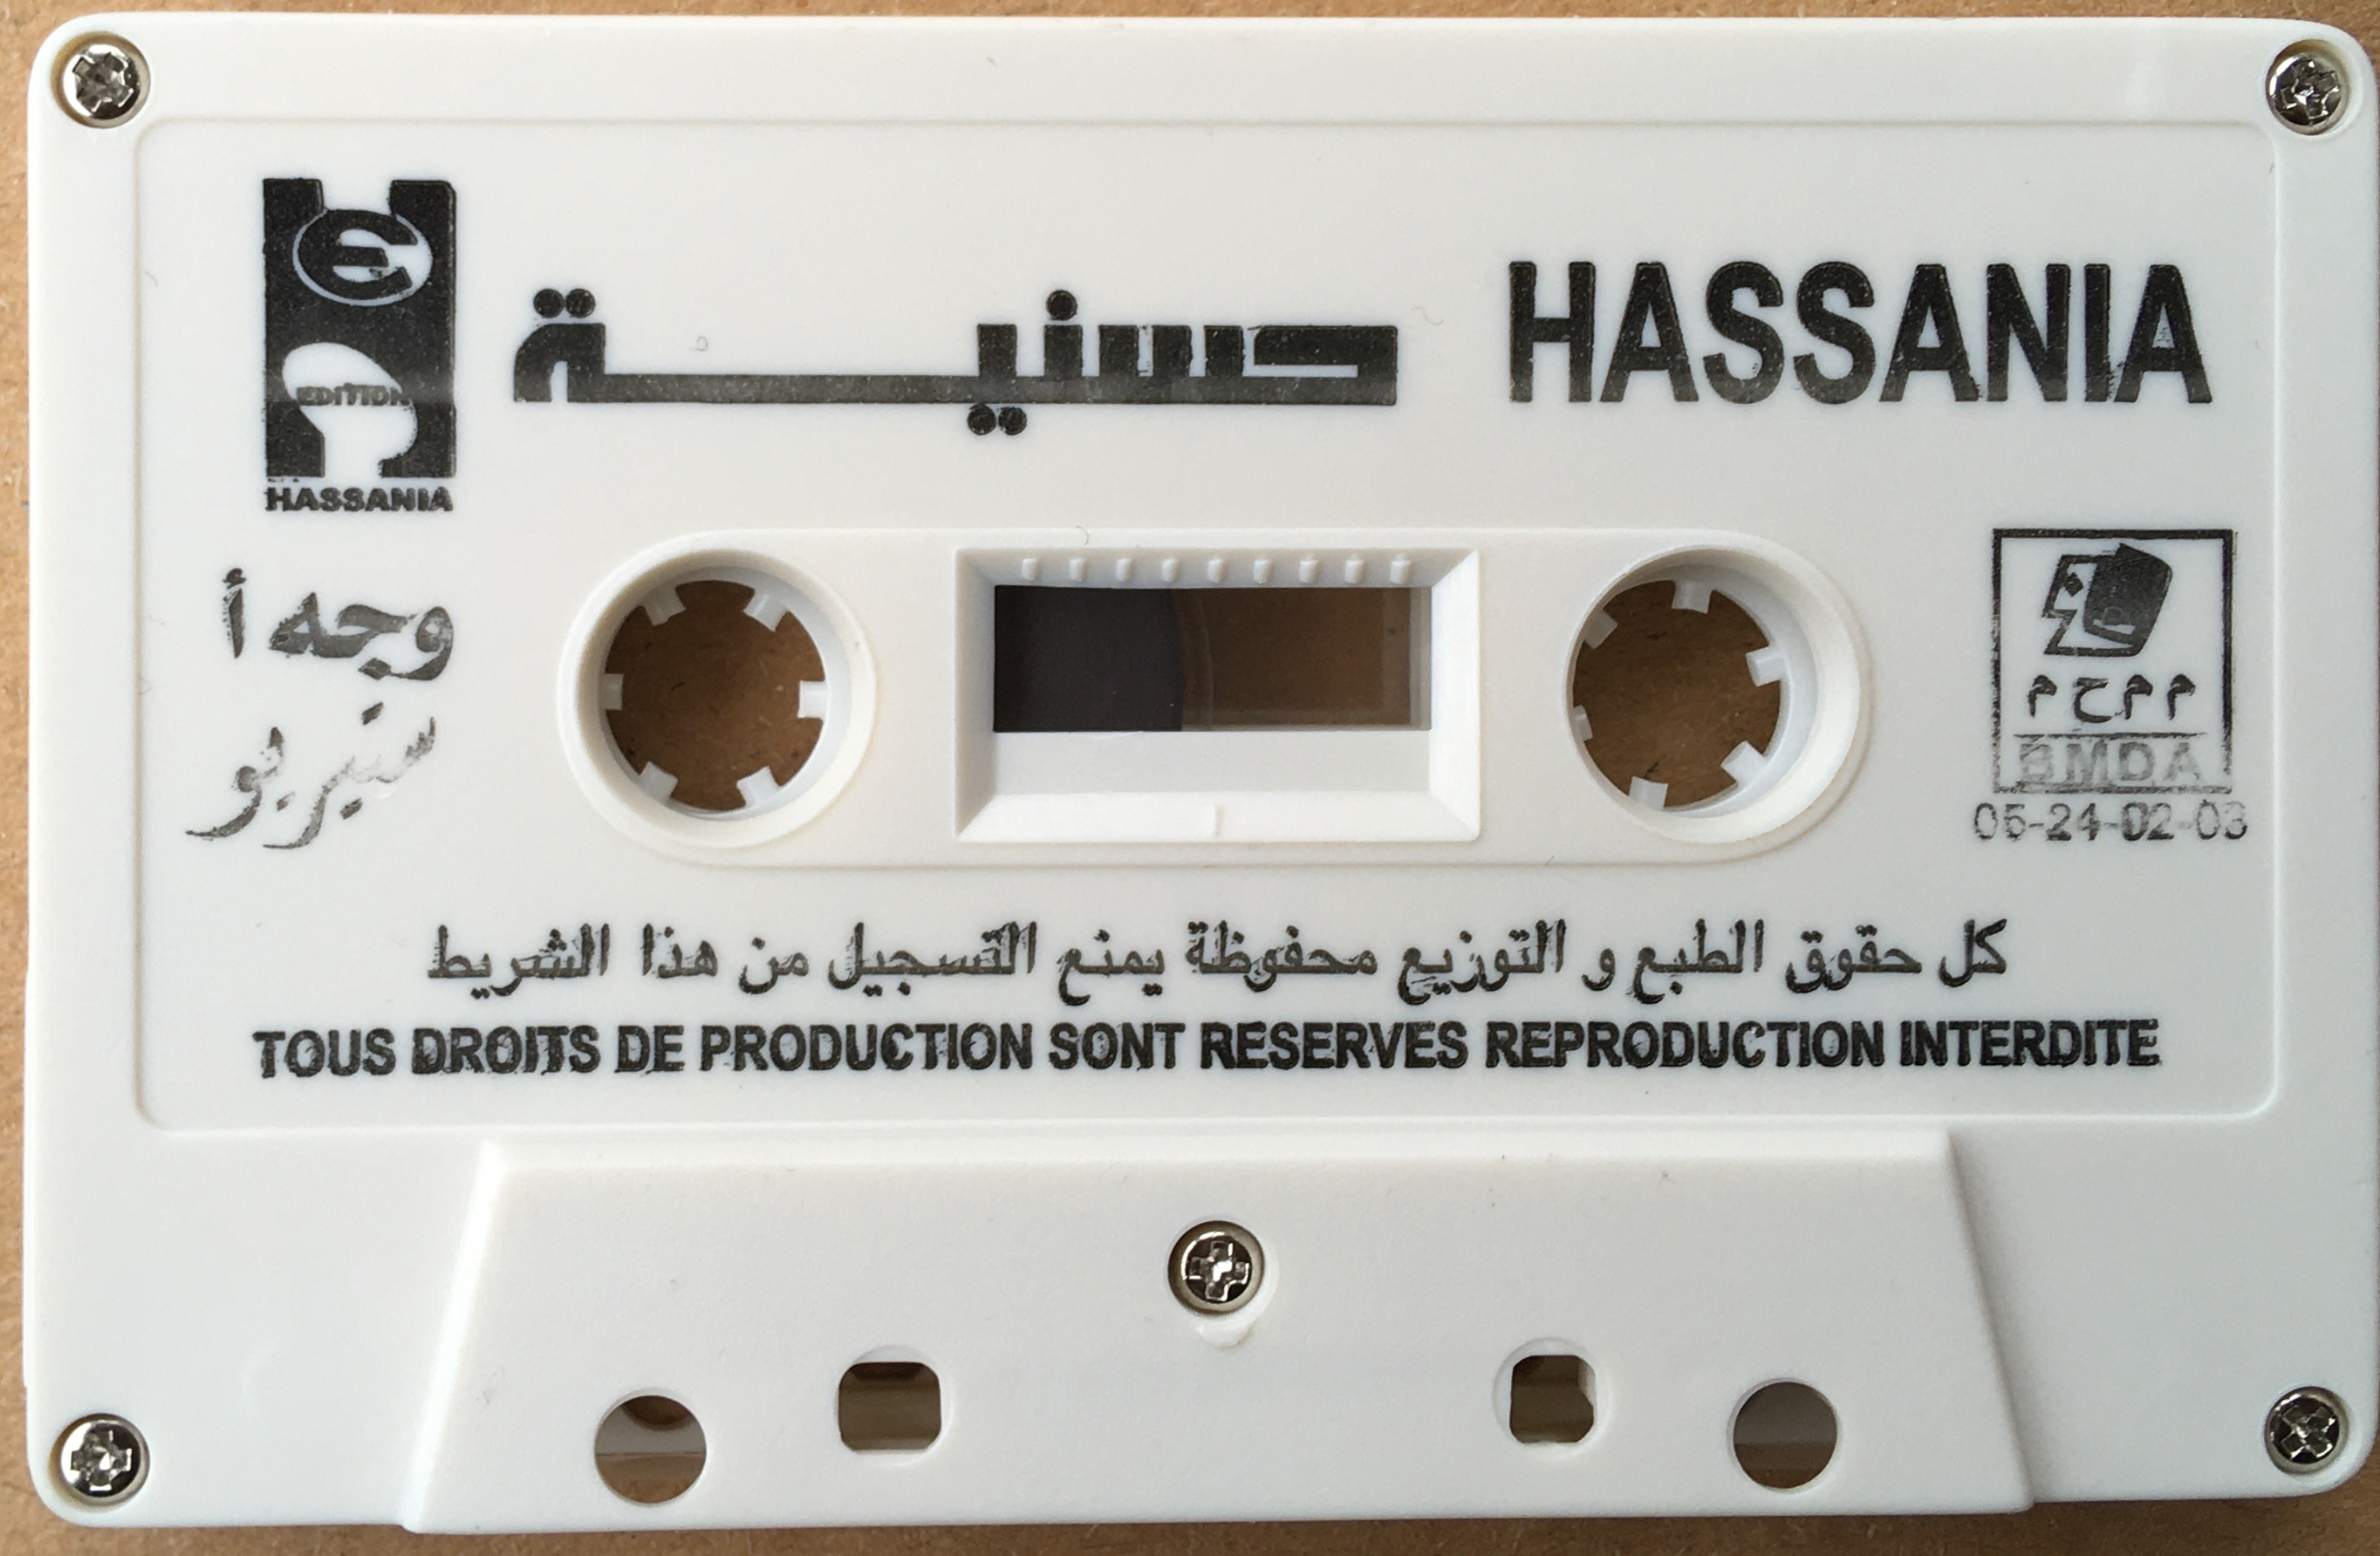 EDITION
HASSANIA
حسنية
HASSANIA
وجه أ
ستيريو
م م ح م
BMDA
05-24-02-03
كل حقوق الطبع و التوزيع محفوظة يمنع التسجيل من هذا الشريط
TOUS DROITS DE PRODUCTION SONT RESERVES REPRODUCTION INTERDITE